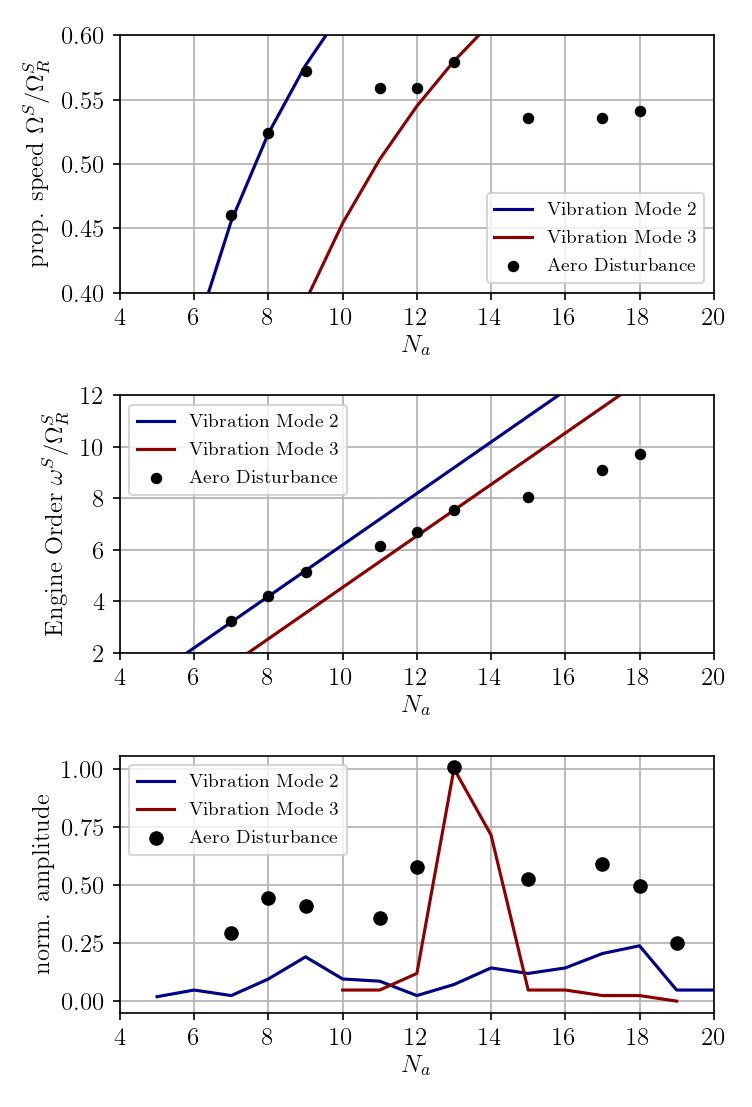 0.60
0.55
0.50
0.45
0.40
prop. speed Ω^S/Ω_R^S
Vibration Mode 2
Vibration Mode 3
Aero Disturbance
4 6 8 10 12 14 16 18 20
N_a
12
10
8
6
4
2
Engine Order ω^S/Ω_R^S
Vibration Mode 2
Vibration Mode 3
Aero Disturbance
4 6 8 10 12 14 16 18 20
N_a
1.00
0.75
0.50
0.25
0.00
norm. amplitude
Vibration Mode 2
Vibration Mode 3
Aero Disturbance
4 6 8 10 12 14 16 18 20
N_a